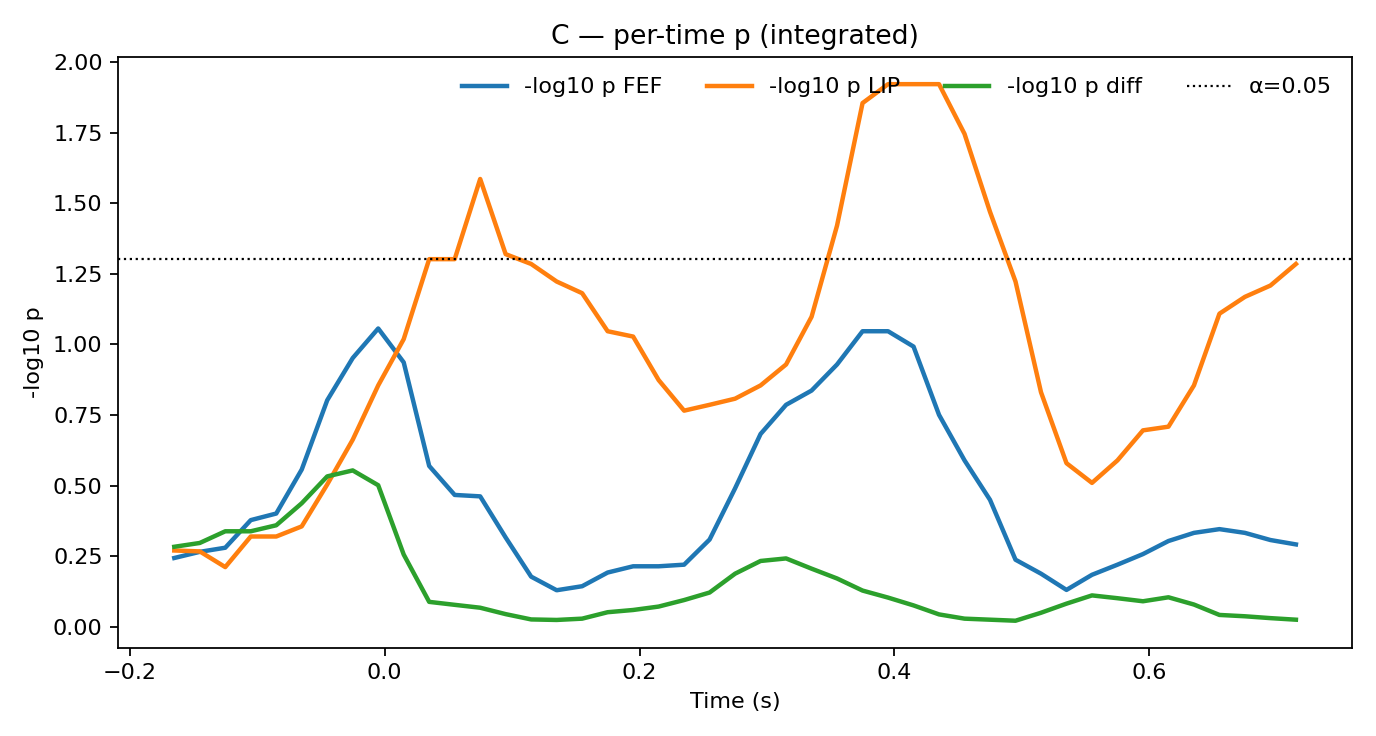 C — per-time p (integrated)
-log10 p FEF -log10 p LIP -log10 p diff α=0.05
2.00
1.75
1.50
1.25
1.00
0.75
0.50
0.25
0.00
-log10 p
−0.2 0.0 0.2 0.4 0.6
Time (s)